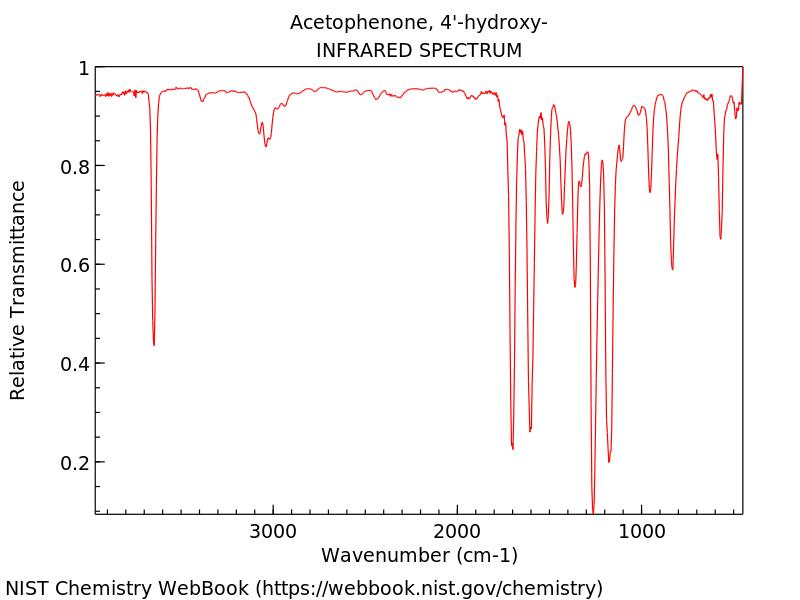 Acetophenone, 4'-hydroxy-
INFRARED SPECTRUM
1
0.8
0.6
0.4
0.2
Relative Transmittance
3000 2000 1000
Wavenumber (cm-1)
NIST Chemistry WebBook (https://webbook.nist.gov/chemistry)